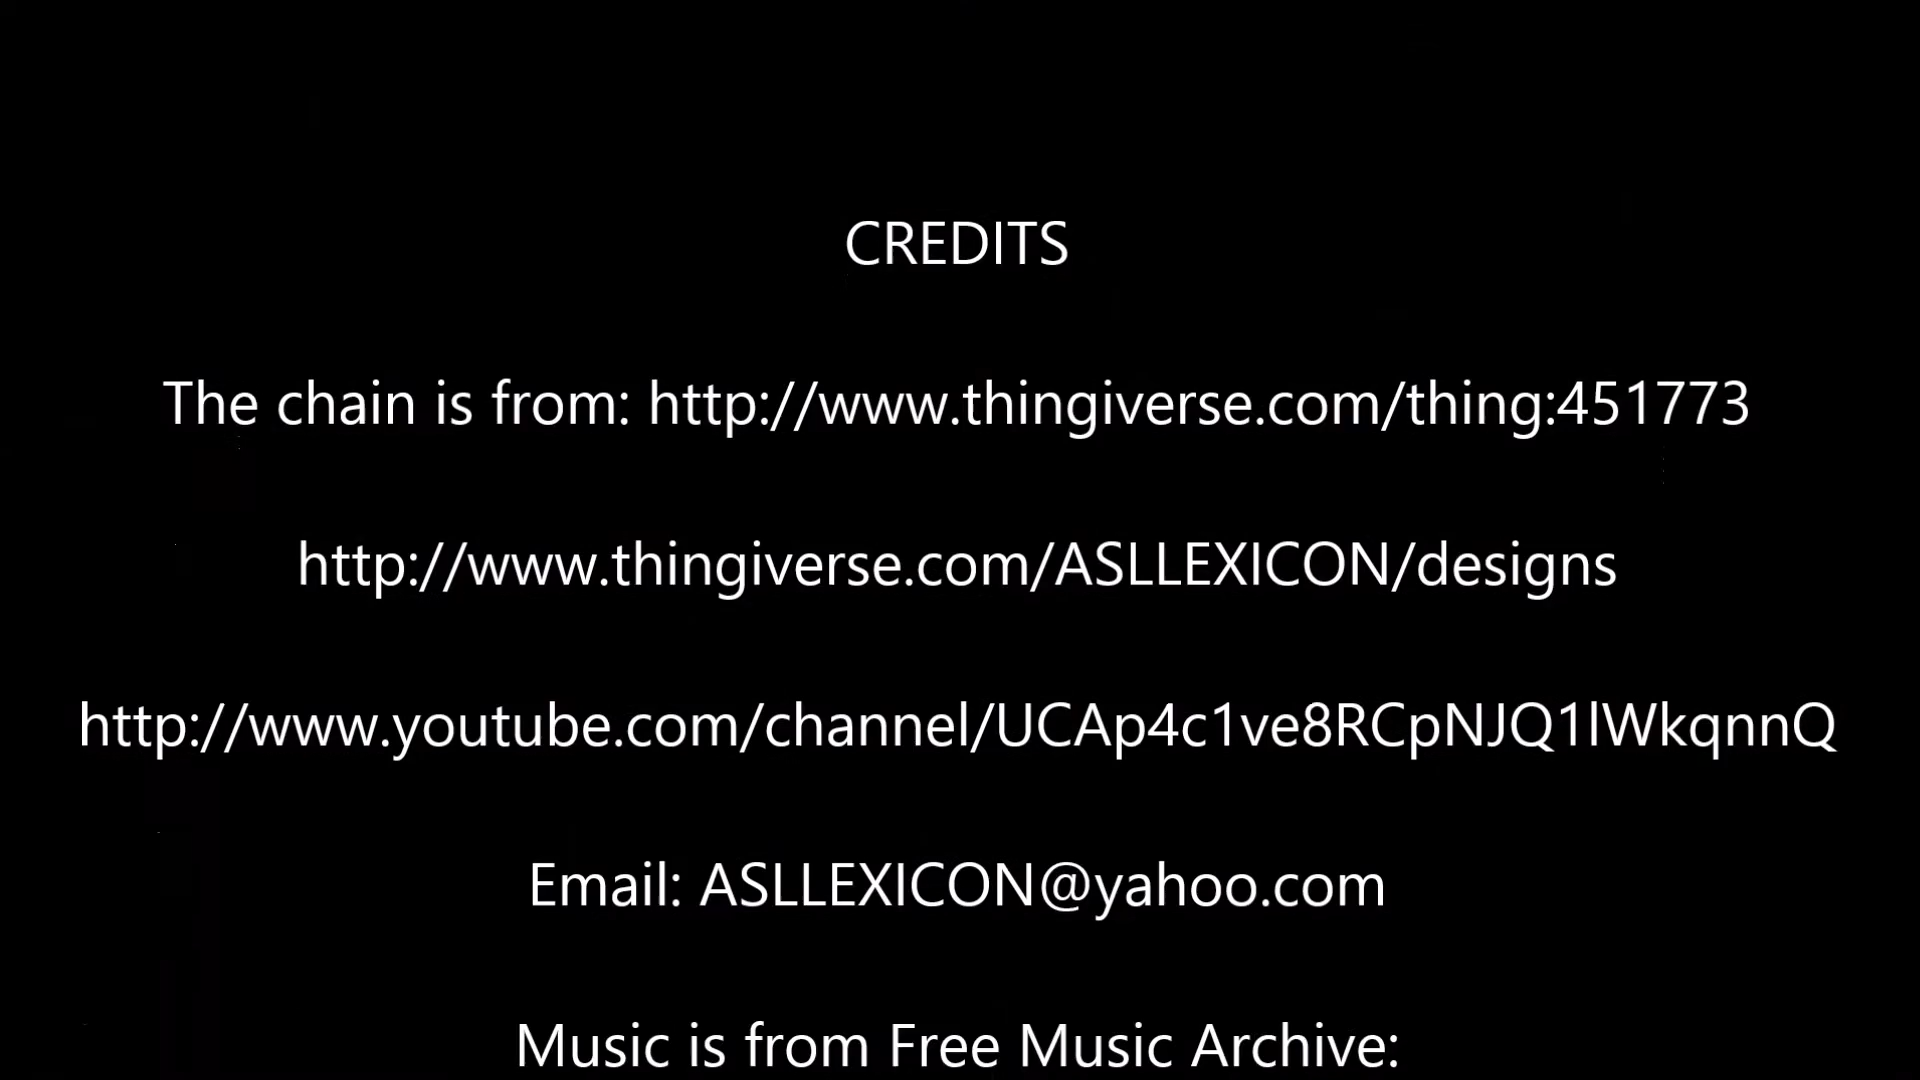 CREDITS
The chain is from: http://www.thingiverse.com/thing:451773
http://www.thingiverse.com/ASLLEXICON/designs
http://www.youtube.com/channel/UCAp4c1ve8RCpNJQ1lWkqnnQ
Email: ASLLEXICON@yahoo.com
Music is from Free Music Archive: